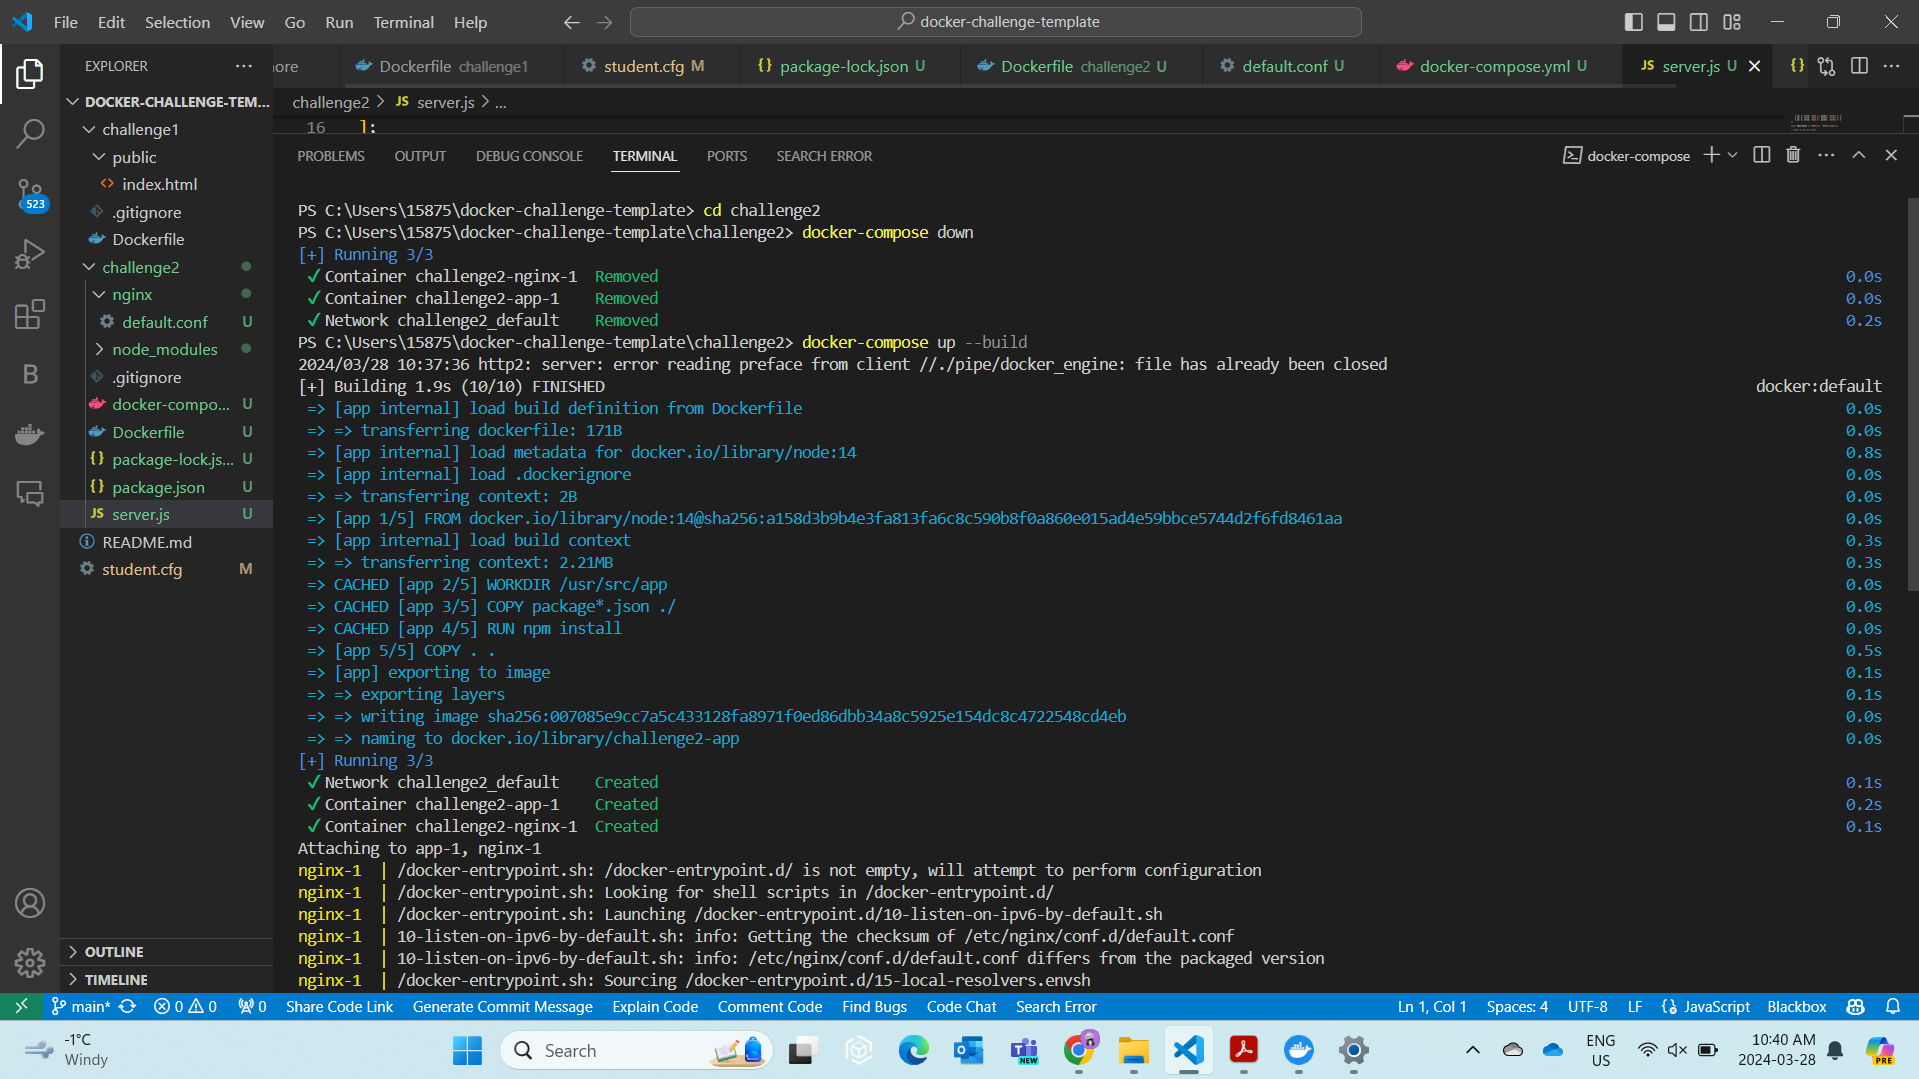 File Edit Selection View Go Run Terminal Help
docker-challenge-template
EXPLORER
ore
Dockerfile challenge1
student.cfg M
{} package-lock.json U
Dockerfile challenge2 U
default.conf U
docker-compose.yml U
JS server.js U
{}
DOCKER-CHALLENGE-TEM...
challenge1
public
<> index.html
.gitignore
Dockerfile
challenge2
nginx
default.conf U
node_modules
.gitignore
docker-compo... U
Dockerfile U
{} package-lock.js... U
{} package.json U
JS server.js U
README.md
student.cfg M
OUTLINE
TIMELINE
523
B
challenge2 > JS server.js > ...
16 ];
PROBLEMS OUTPUT DEBUG CONSOLE TERMINAL PORTS SEARCH ERROR
docker-compose
PS C:\Users\15875\docker-challenge-template> cd challenge2
PS C:\Users\15875\docker-challenge-template\challenge2> docker-compose down
[+] Running 3/3
✓ Container challenge2-nginx-1 Removed 0.0s
✓ Container challenge2-app-1 Removed 0.0s
✓ Network challenge2_default Removed 0.2s
PS C:\Users\15875\docker-challenge-template\challenge2> docker-compose up --build
2024/03/28 10:37:36 http2: server: error reading preface from client //./pipe/docker_engine: file has already been closed
[+] Building 1.9s (10/10) FINISHED docker:default
=> [app internal] load build definition from Dockerfile 0.0s
=> => transferring dockerfile: 171B 0.0s
=> [app internal] load metadata for docker.io/library/node:14 0.8s
=> [app internal] load .dockerignore 0.0s
=> => transferring context: 2B 0.0s
=> [app 1/5] FROM docker.io/library/node:14@sha256:a158d3b9b4e3fa813fa6c8c590b8f0a860e015ad4e59bbce5744d2f6fd8461aa 0.0s
=> [app internal] load build context 0.3s
=> => transferring context: 2.21MB 0.3s
=> CACHED [app 2/5] WORKDIR /usr/src/app 0.0s
=> CACHED [app 3/5] COPY package*.json ./ 0.0s
=> CACHED [app 4/5] RUN npm install 0.0s
=> [app 5/5] COPY . . 0.5s
=> [app] exporting to image 0.1s
=> => exporting layers 0.1s
=> => writing image sha256:007085e9cc7a5c433128fa8971f0ed86dbb34a8c5925e154dc8c4722548cd4eb 0.0s
=> => naming to docker.io/library/challenge2-app 0.0s
[+] Running 3/3
✓ Network challenge2_default Created 0.1s
✓ Container challenge2-app-1 Created 0.2s
✓ Container challenge2-nginx-1 Created 0.1s
Attaching to app-1, nginx-1
nginx-1 | /docker-entrypoint.sh: /docker-entrypoint.d/ is not empty, will attempt to perform configuration
nginx-1 | /docker-entrypoint.sh: Looking for shell scripts in /docker-entrypoint.d/
nginx-1 | /docker-entrypoint.sh: Launching /docker-entrypoint.d/10-listen-on-ipv6-by-default.sh
nginx-1 | 10-listen-on-ipv6-by-default.sh: info: Getting the checksum of /etc/nginx/conf.d/default.conf
nginx-1 | 10-listen-on-ipv6-by-default.sh: info: /etc/nginx/conf.d/default.conf differs from the packaged version
nginx-1 | /docker-entrypoint.sh: Sourcing /docker-entrypoint.d/15-local-resolvers.envsh
main* 0 0 0 Share Code Link Generate Commit Message Explain Code Comment Code Find Bugs Code Chat Search Error
Ln 1, Col 1 Spaces: 4 UTF-8 LF {} JavaScript Blackbox
-1°C
Windy
Search
NEW
ENG
US
10:40 AM
2024-03-28
PRE